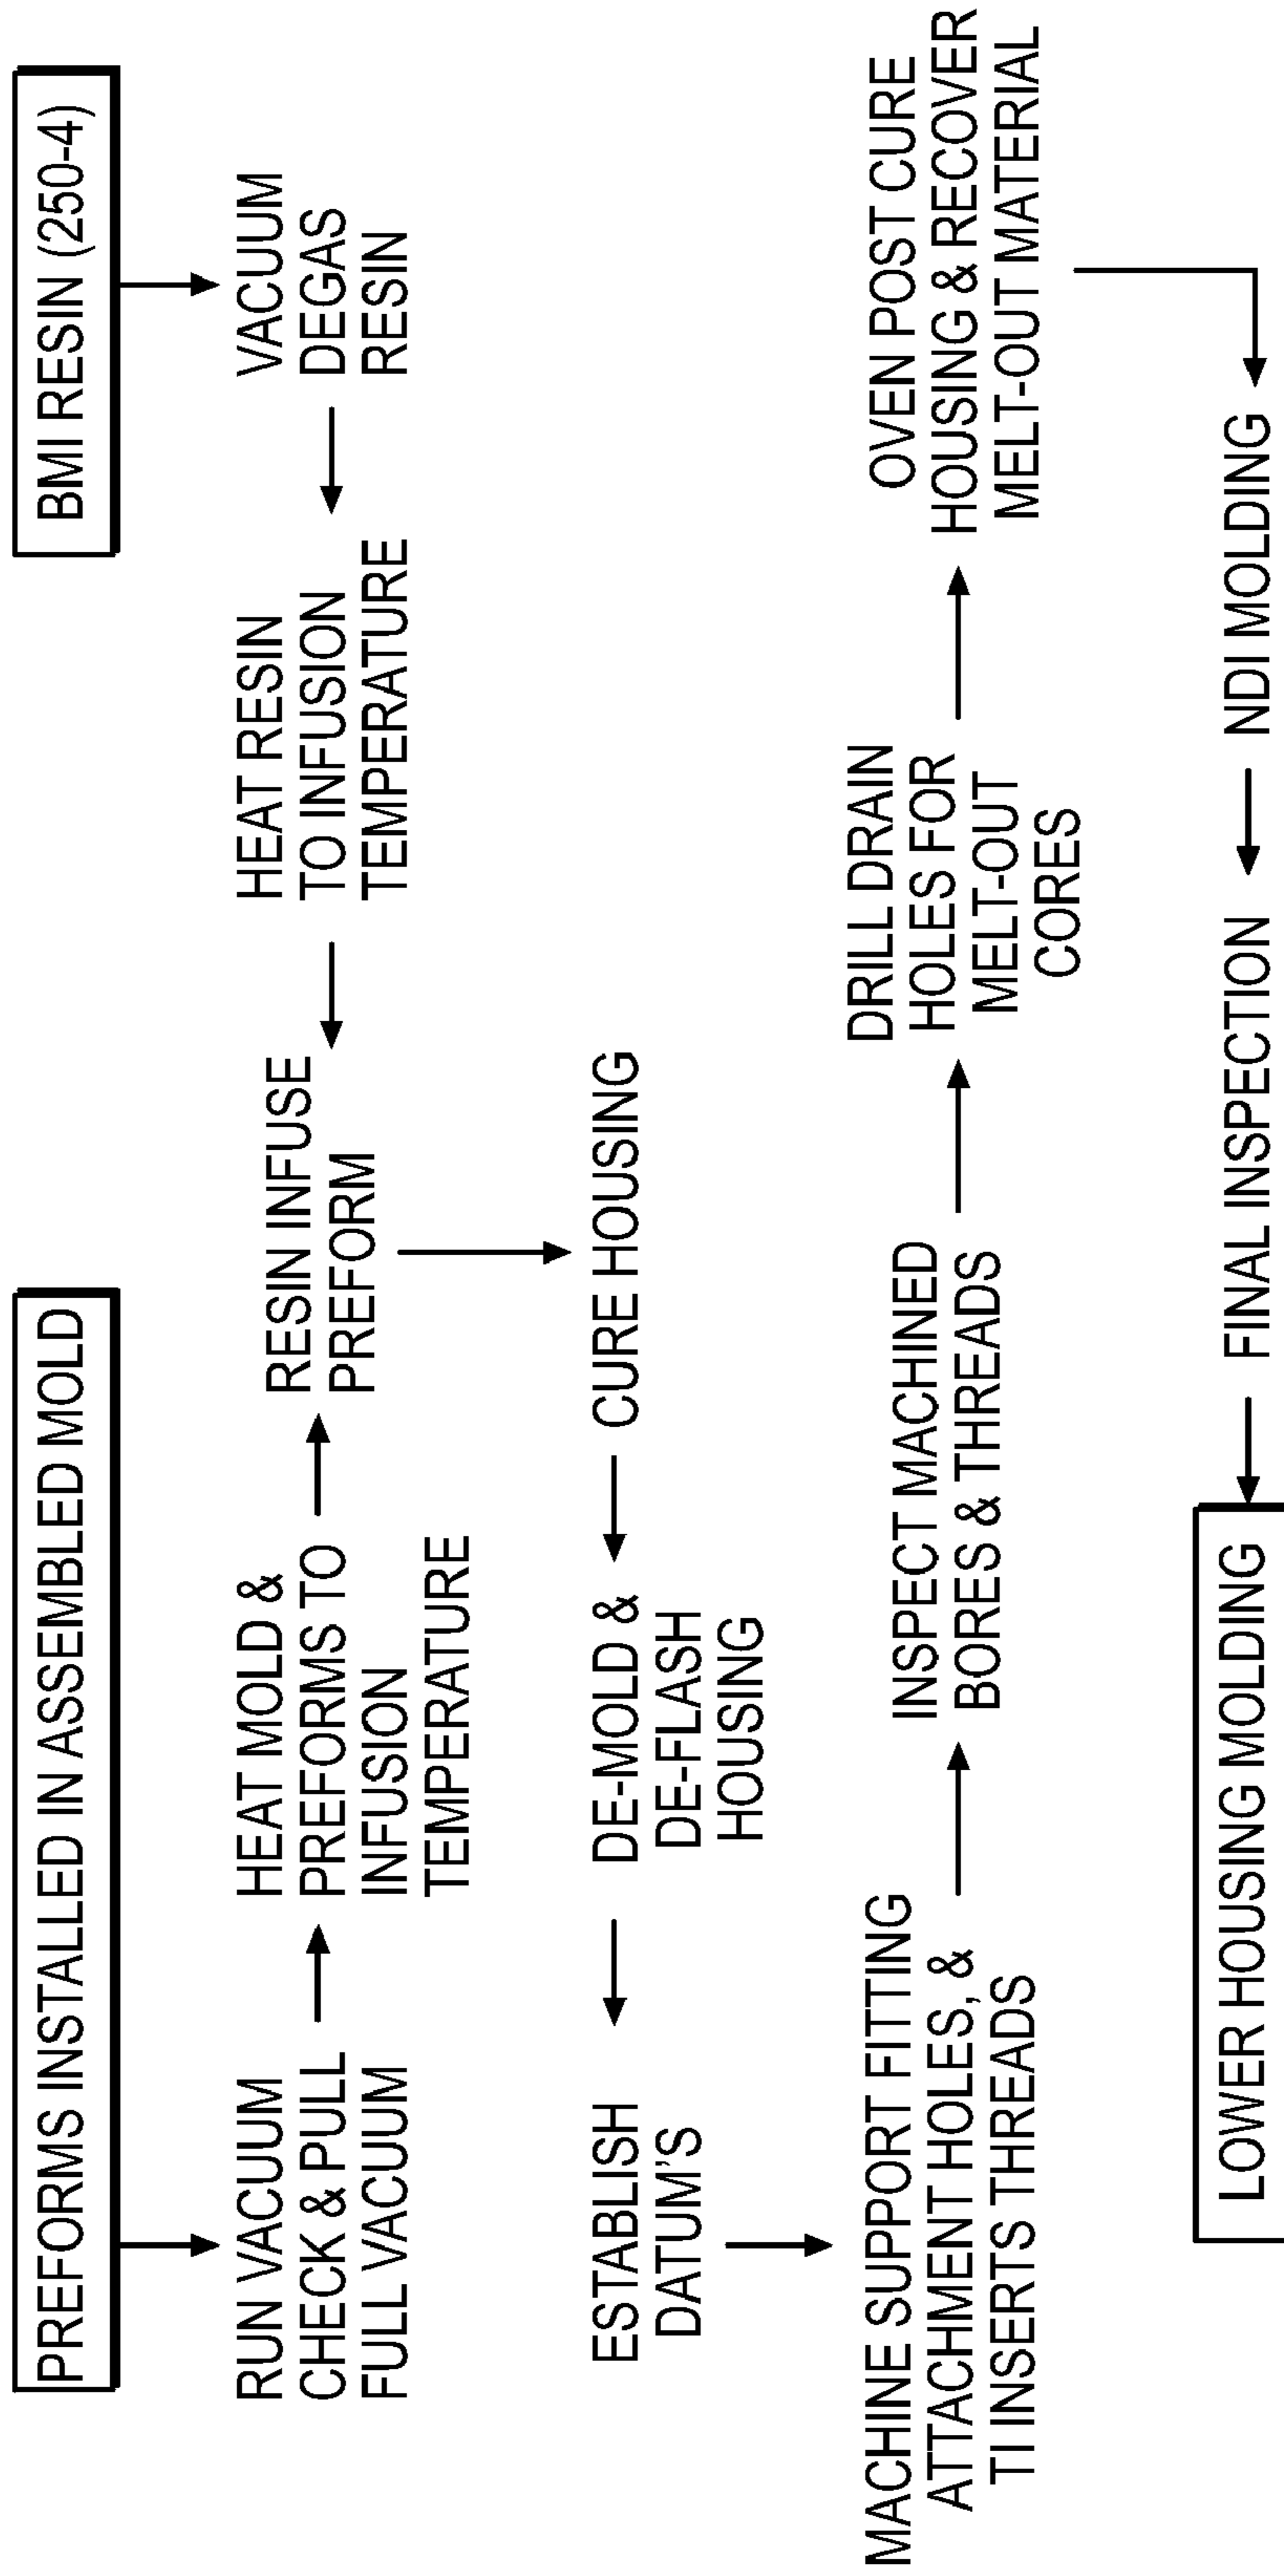 PREFORMS INSTALLED IN ASSEMBLED MOLD
BMI RESIN (250-4)
RUN VACUUM
CHECK & PULL
FULL VACUUM
HEAT MOLD &
PREFORMS TO
INFUSION
TEMPERATURE
RESIN INFUSE
PREFORM
HEAT RESIN
TO INFUSION
TEMPERATURE
VACUUM
DEGAS
RESIN
CURE HOUSING
DE-MOLD &
DE-FLASH
HOUSING
ESTABLISH
DATUM'S
MACHINE SUPPORT FITTING
ATTACHMENT HOLES, &
TI INSERTS THREADS
INSPECT MACHINED
BORES & THREADS
DRILL DRAIN
HOLES FOR
MELT-OUT
CORES
OVEN POST CURE
HOUSING & RECOVER
MELT-OUT MATERIAL
NDI MOLDING
FINAL INSPECTION
LOWER HOUSING MOLDING